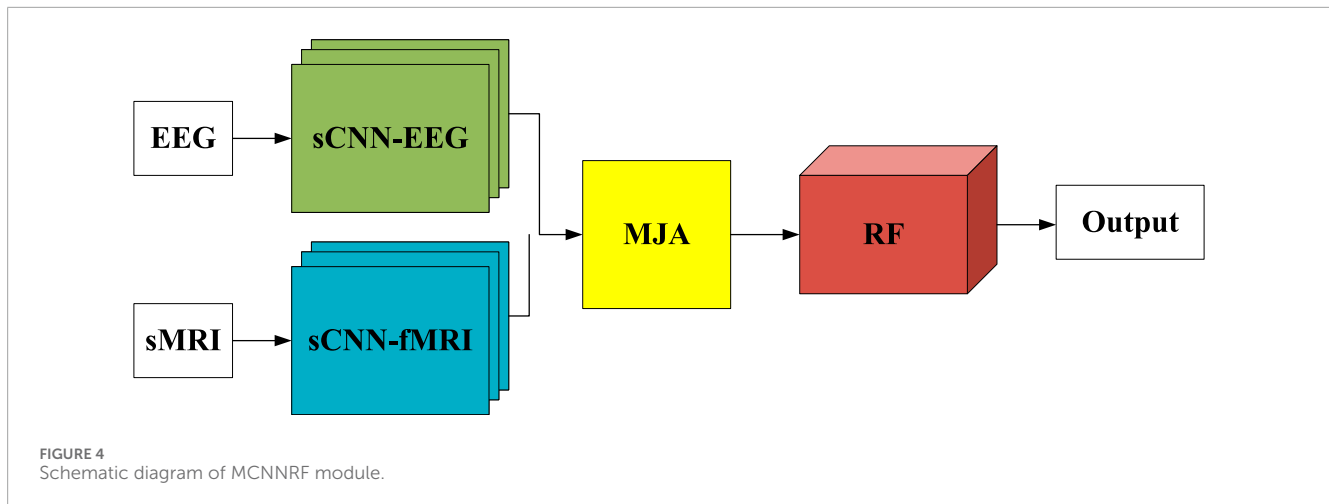 EEG
sCNN-EEG
sMRI
sCNN-fMRI
MJA
RF
Output
FIGURE 4
Schematic diagram of MCNNRF module.